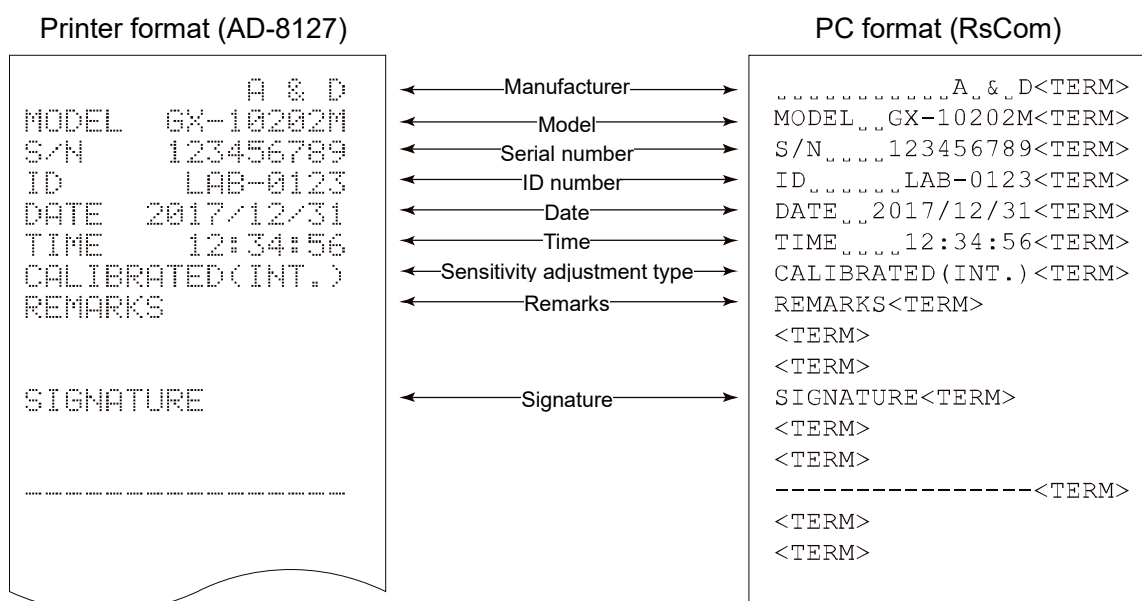 Printer format (AD-8127)
A & D
MODEL GX-10202M
S/N 123456789
ID LAB-0123
DATE 2017/12/31
TIME 12:34:56
CALIBRATED(INT.)
REMARKS
SIGNATURE
----------------
Manufacturer
Model
Serial number
ID number
Date
Time
Sensitivity adjustment type
Remarks
Signature
PC format (RsCom)
␣␣␣␣␣␣␣␣␣␣␣A␣&␣D<TERM>
MODEL␣␣GX-10202M<TERM>
S/N␣␣␣␣123456789<TERM>
ID␣␣␣␣␣␣LAB-0123<TERM>
DATE␣␣2017/12/31<TERM>
TIME␣␣␣␣12:34:56<TERM>
CALIBRATED(INT.)<TERM>
REMARKS<TERM>
<TERM>
<TERM>
SIGNATURE<TERM>
<TERM>
<TERM>
----------------<TERM>
<TERM>
<TERM>